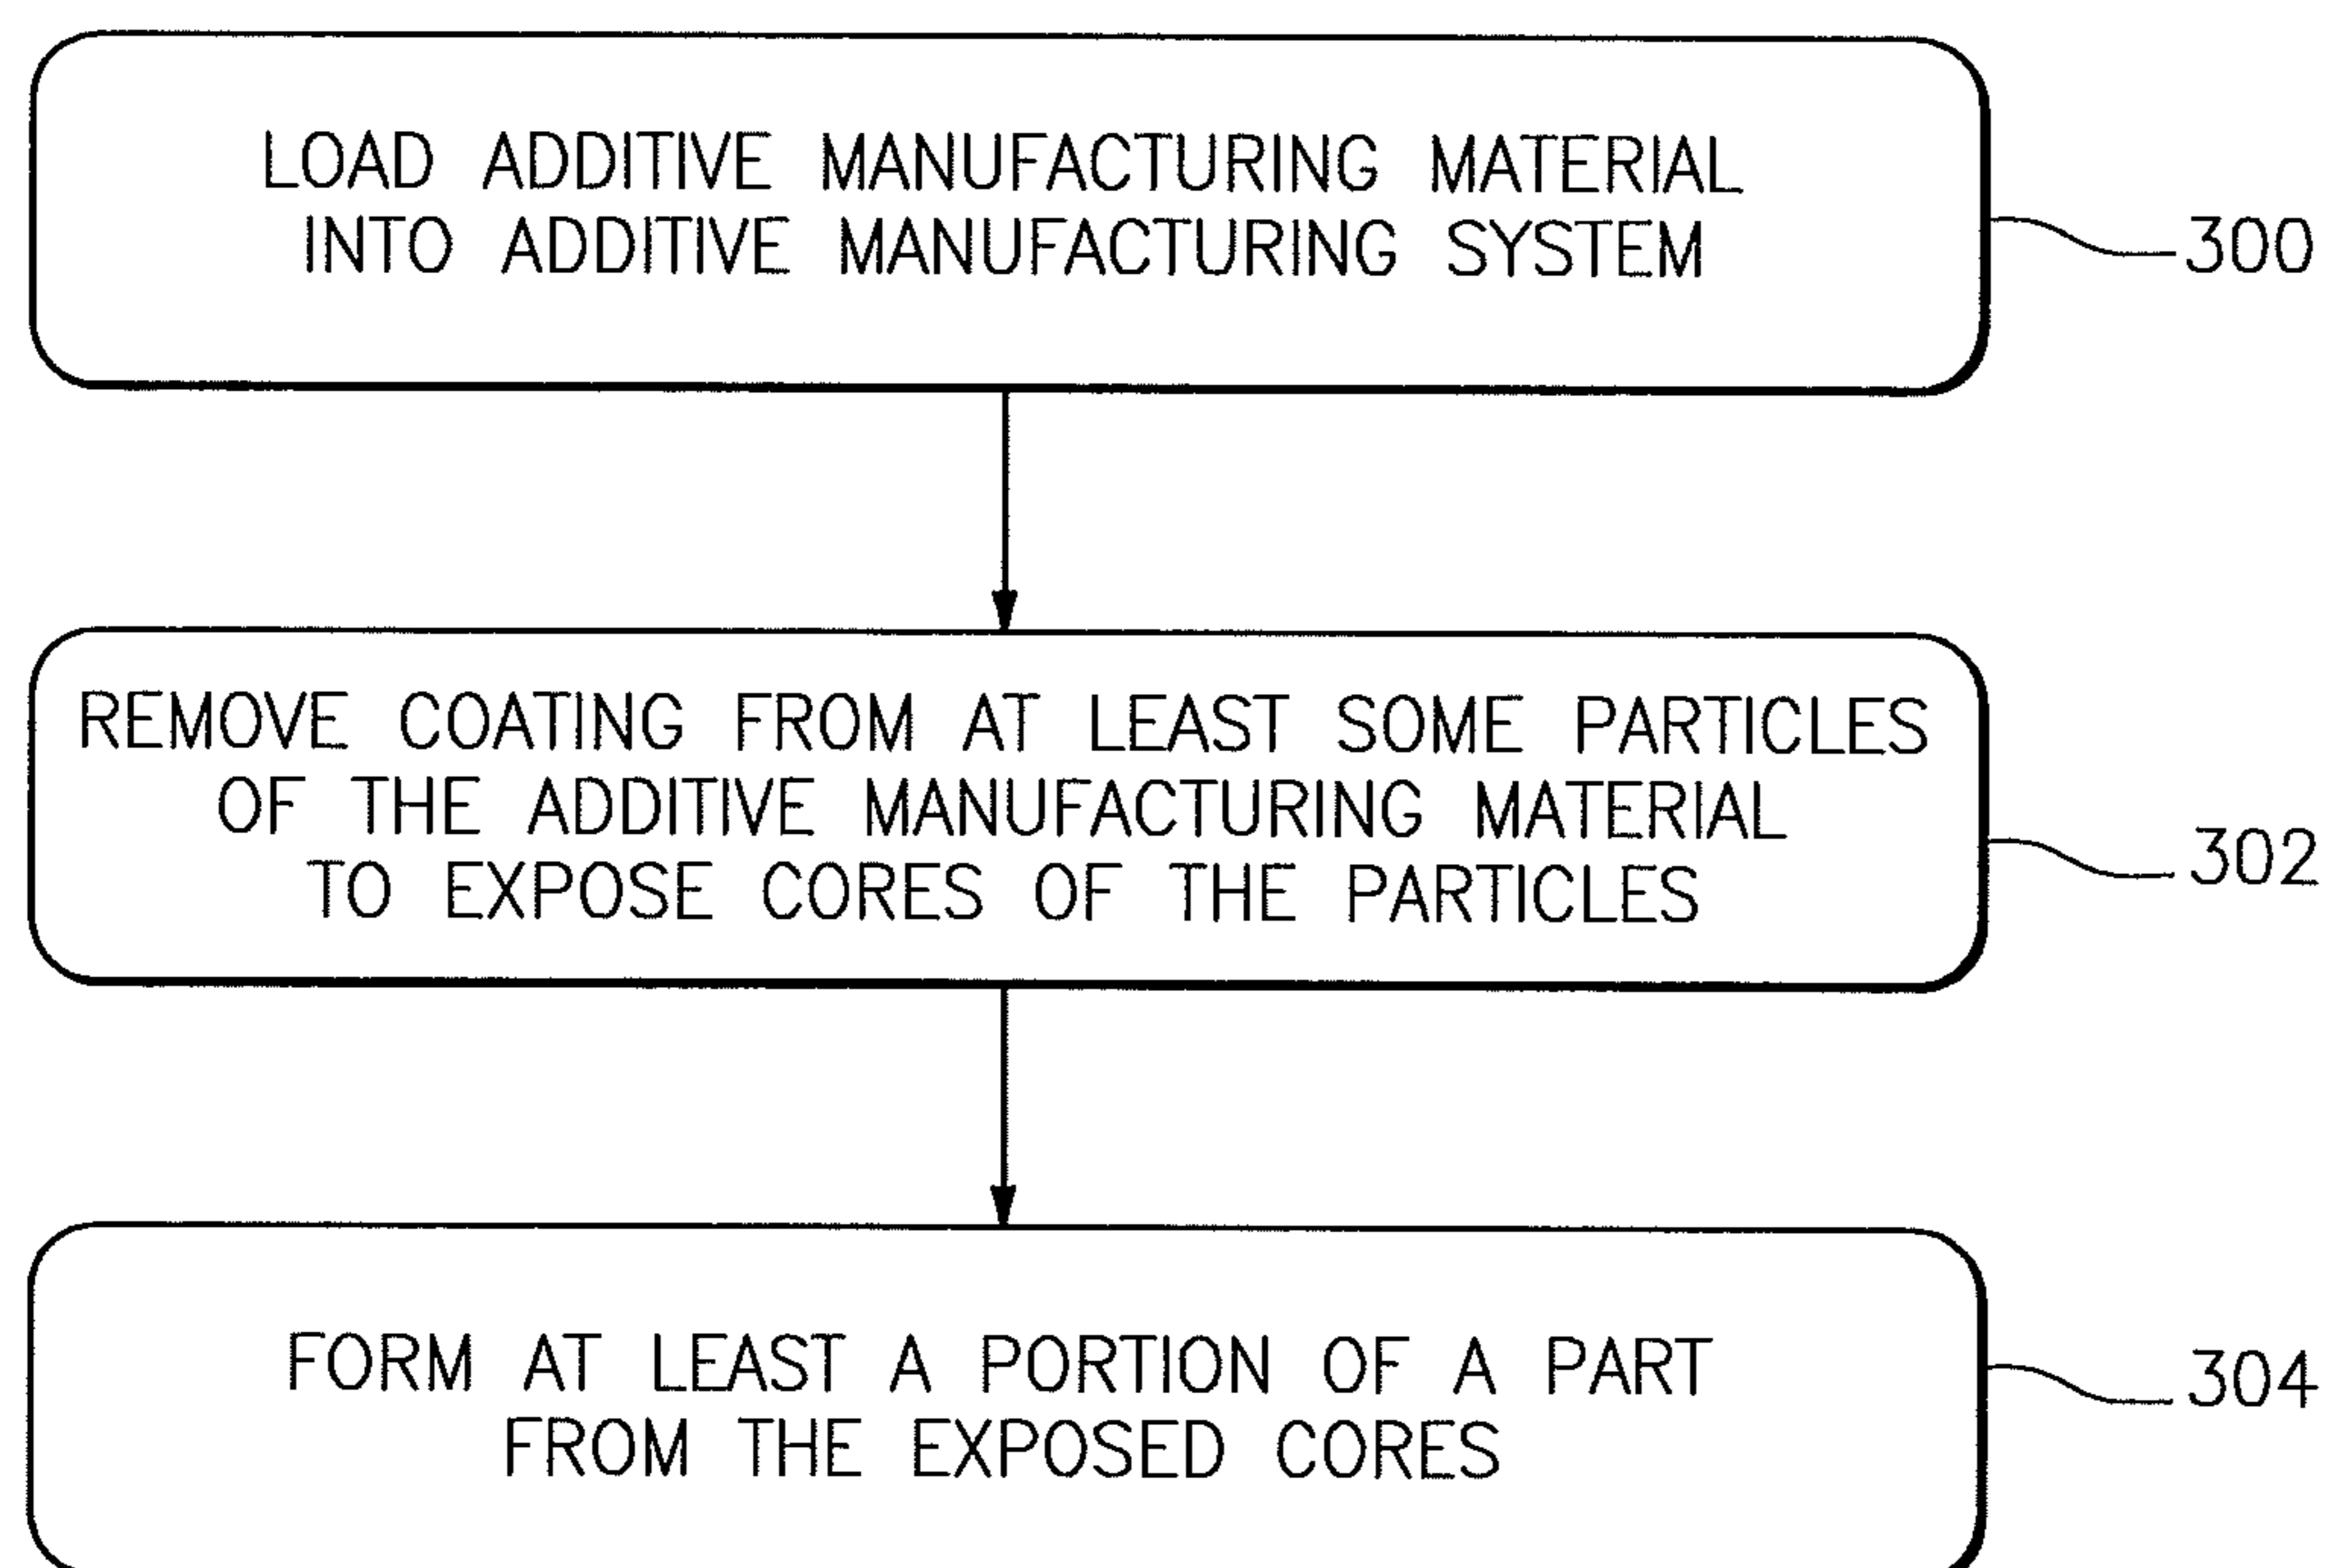 LOAD ADDITIVE MANUFACTURING MATERIAL
INTO ADDITIVE MANUFACTURING SYSTEM
300
REMOVE COATING FROM AT LEAST SOME PARTICLES
OF THE ADDITIVE MANUFACTURING MATERIAL
TO EXPOSE CORES OF THE PARTICLES
302
FORM AT LEAST A PORTION OF A PART
FROM THE EXPOSED CORES
304